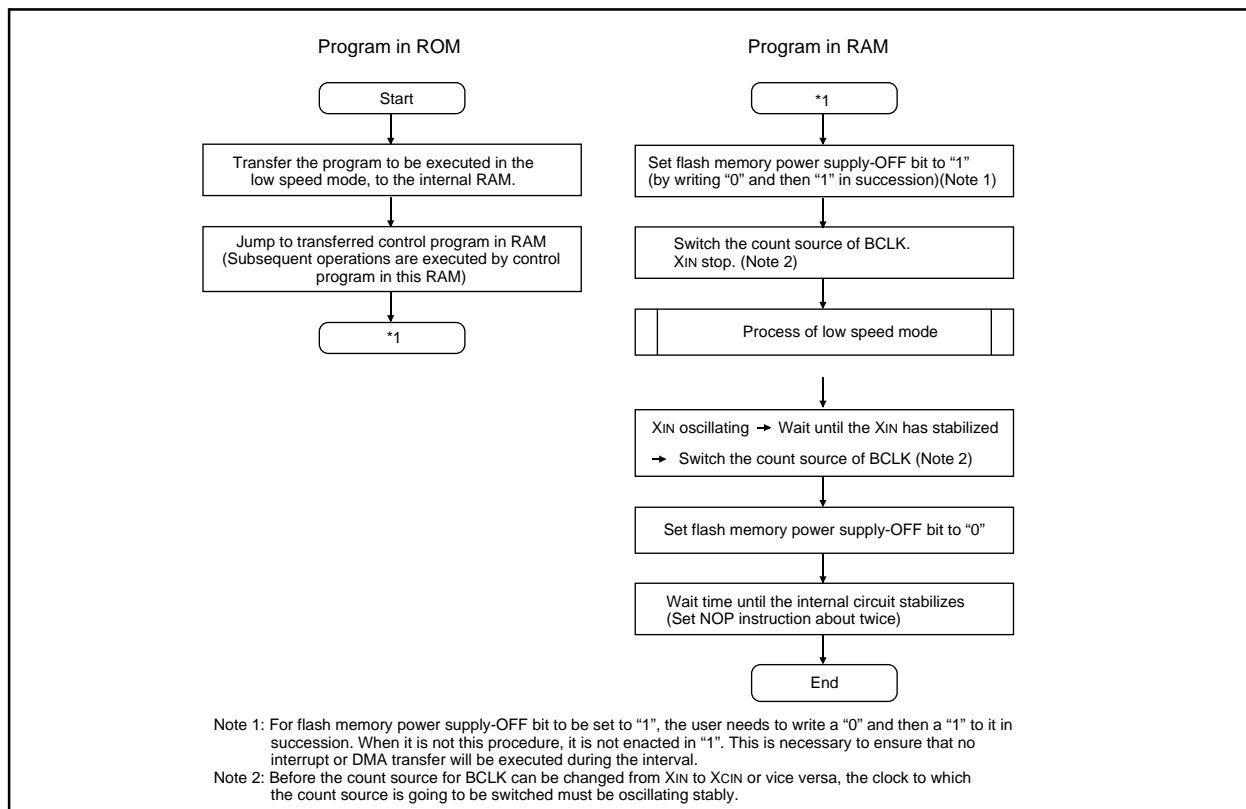 Program in ROM
Start
Transfer the program to be executed in the
low speed mode, to the internal RAM.
Jump to transferred control program in RAM
(Subsequent operations are executed by control
program in this RAM)
*1
Program in RAM
*1
Set flash memory power supply-OFF bit to “1”
(by writing “0” and then “1” in succession)(Note 1)
Switch the count source of BCLK.
XIN stop. (Note 2)
Process of low speed mode
XIN oscillating → Wait until the XIN has stabilized
→ Switch the count source of BCLK (Note 2)
Set flash memory power supply-OFF bit to “0”
Wait time until the internal circuit stabilizes
(Set NOP instruction about twice)
End
Note 1: For flash memory power supply-OFF bit to be set to “1”, the user needs to write a “0” and then a “1” to it in
succession. When it is not this procedure, it is not enacted in “1”. This is necessary to ensure that no
interrupt or DMA transfer will be executed during the interval.
Note 2: Before the count source for BCLK can be changed from XIN to XCIN or vice versa, the clock to which
the count source is going to be switched must be oscillating stably.